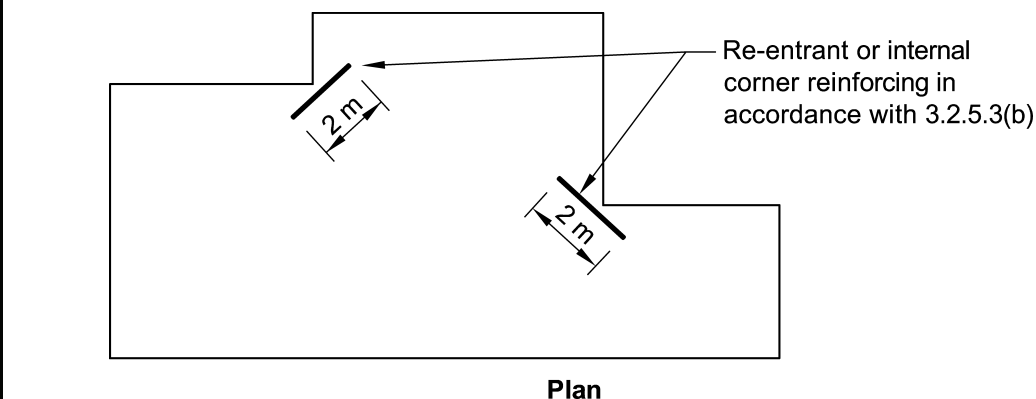 Re-entrant or internal
corner reinforcing in
accordance with 3.2.5.3(b)
2 m
2 m
Plan